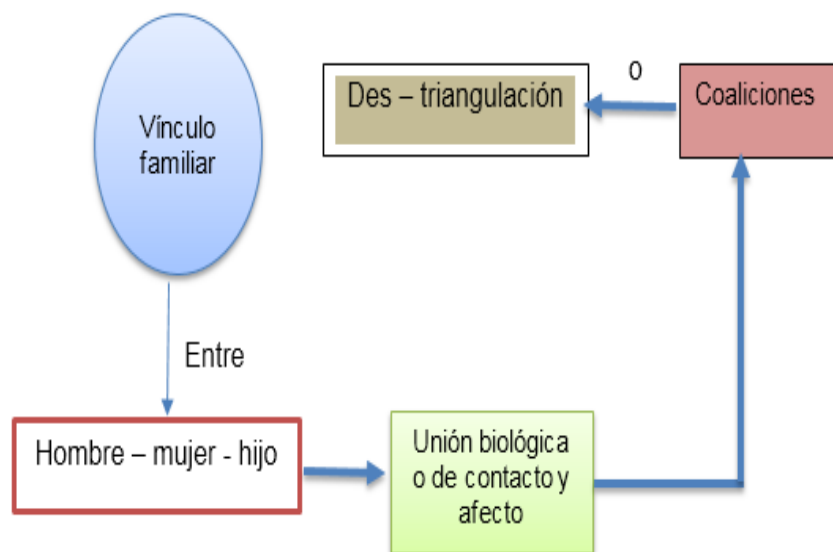 Vínculo
familiar
Entre
Hombre – mujer - hijo
Unión biológica
o de contacto y
afecto
Coaliciones
o
Des – triangulación